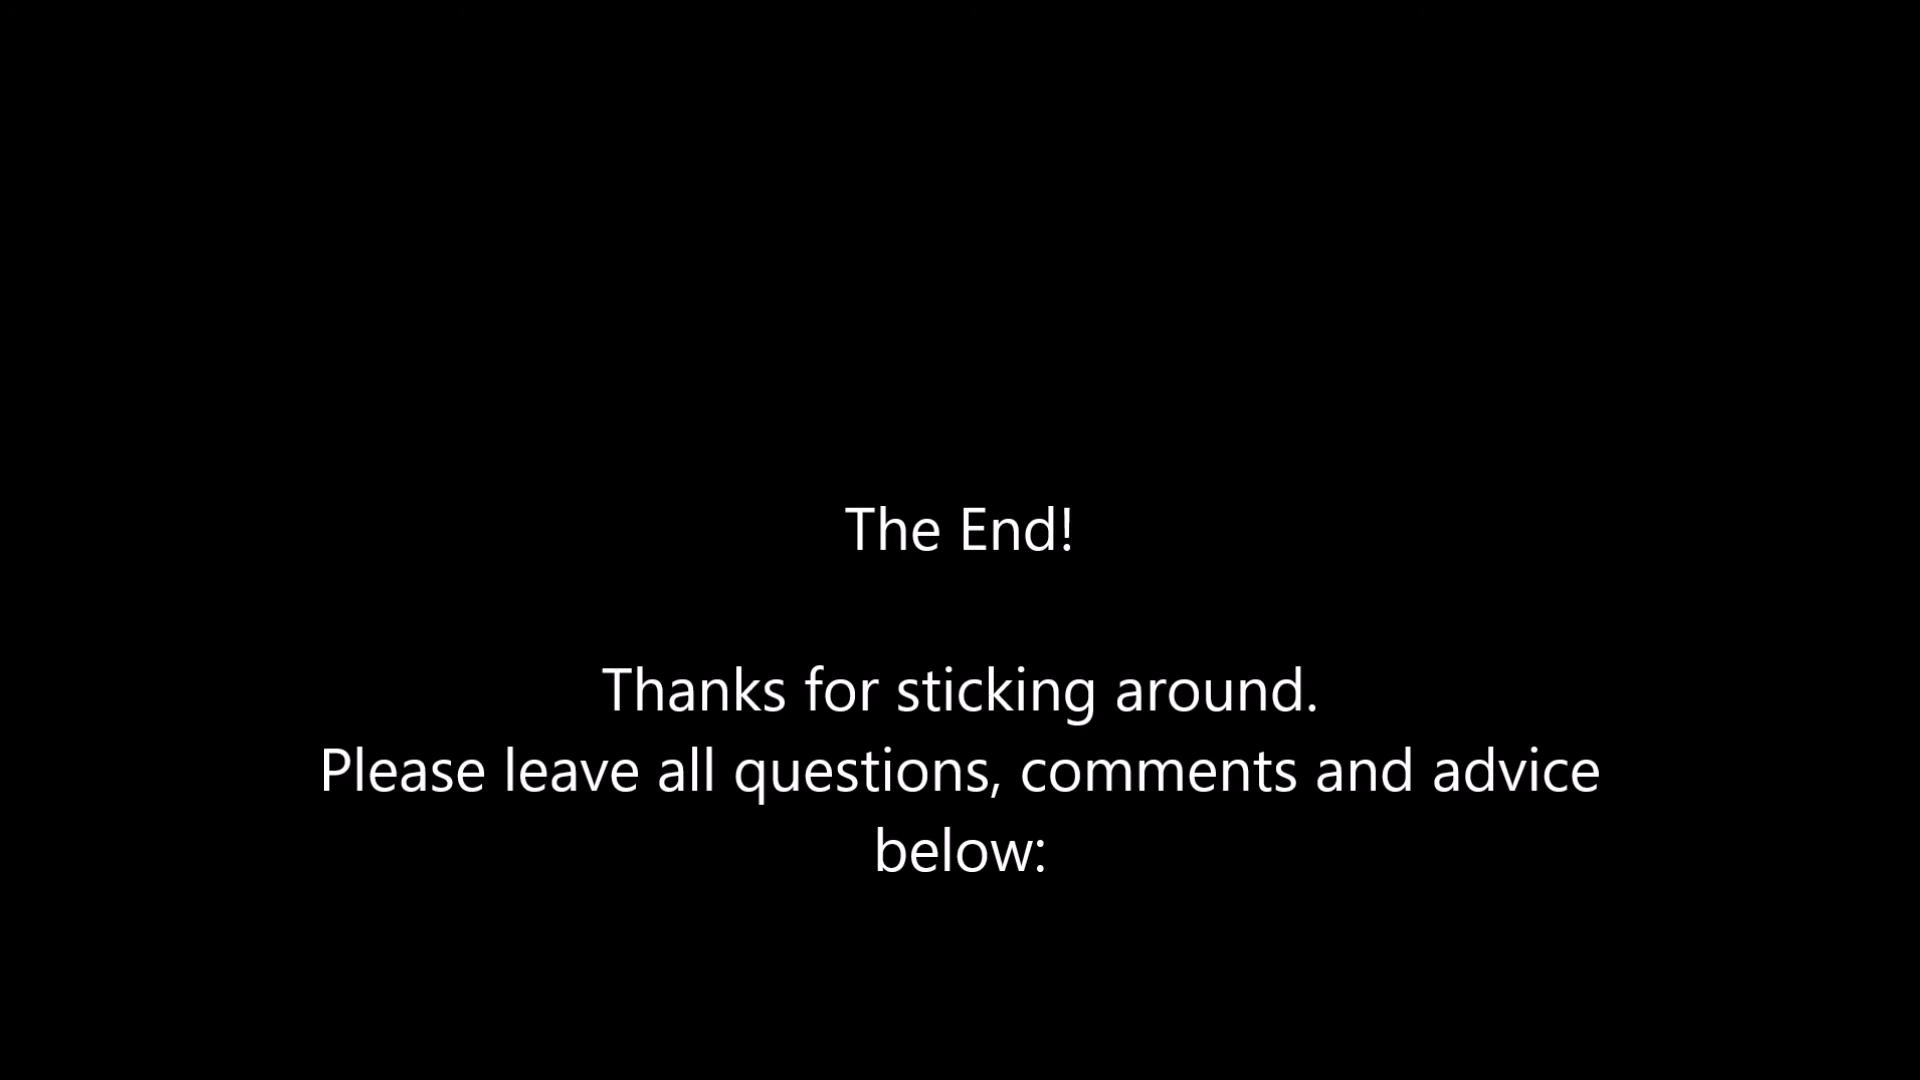 The End!
Thanks for sticking around.
Please leave all questions, comments and advice
below: